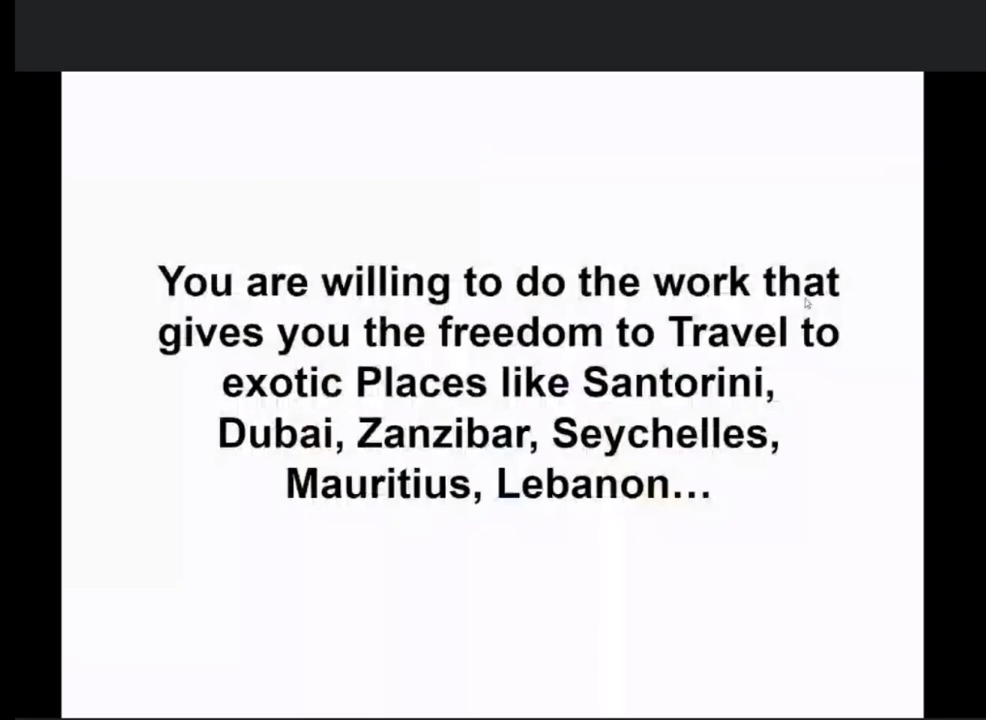 You are willing to do the work that
gives you the freedom to Travel to
exotic Places like Santorini,
Dubai, Zanzibar, Seychelles,
Mauritius, Lebanon...